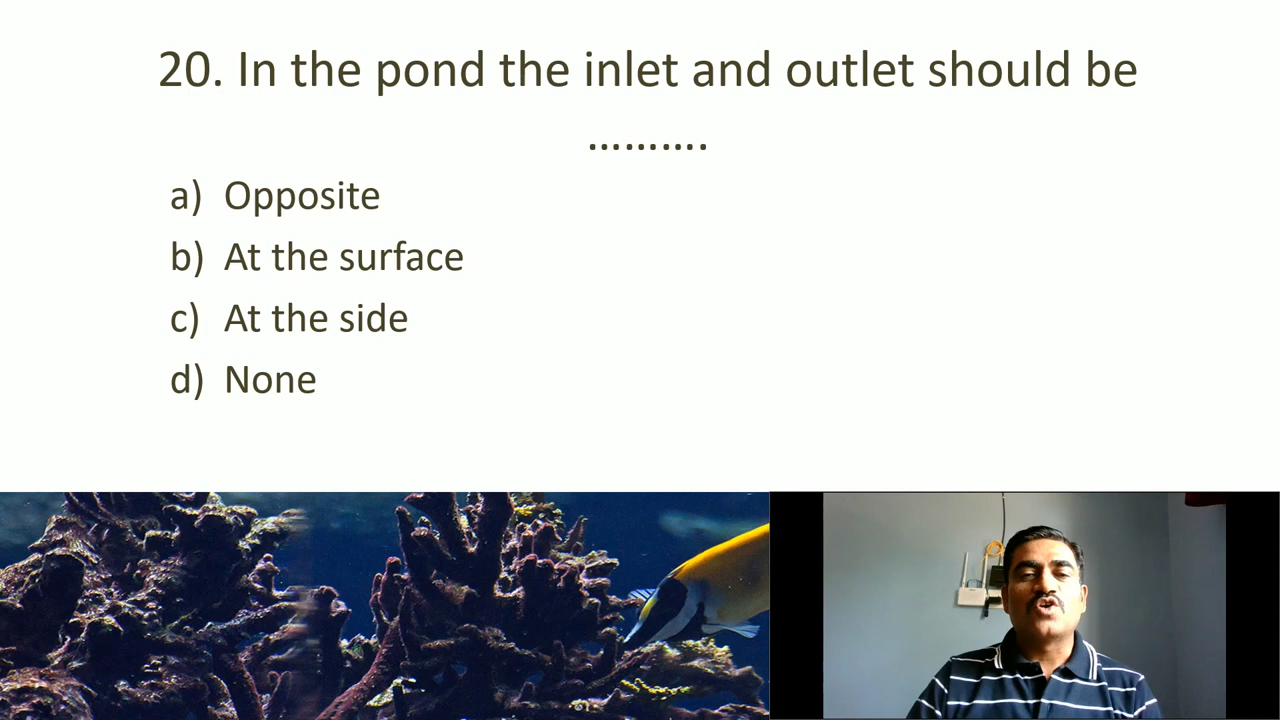 20. In the pond the inlet and outlet should be
……….
a) Opposite
b) At the surface
c) At the side
d) None